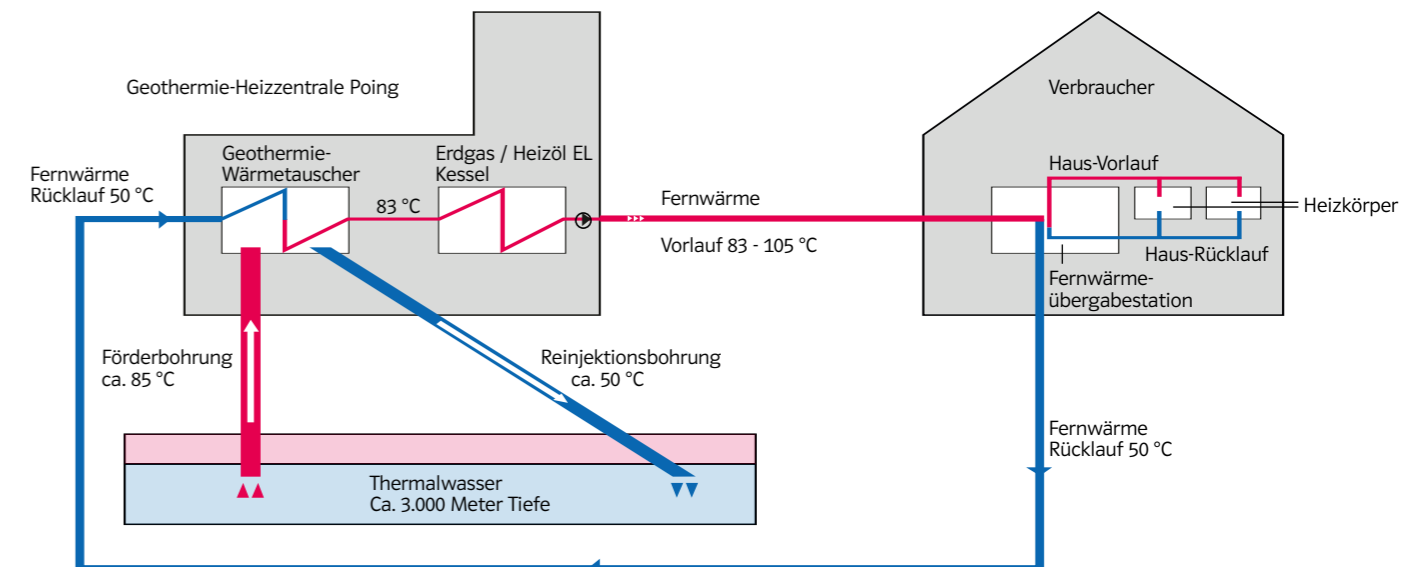 Geothermie-Heizzentrale Poing
Verbraucher
Fernwärme
Rücklauf 50 °C
Geothermie-
Wärmetauscher
83 °C
Erdgas / Heizöl EL
Kessel
Fernwärme
Vorlauf 83 - 105 °C
Haus-Vorlauf
Heizkörper
Haus-Rücklauf
Fernwärme-
übergabestation
Förderbohrung
ca. 85 °C
Reinjektionsbohrung
ca. 50 °C
Fernwärme
Rücklauf 50 °C
Thermalwasser
Ca. 3.000 Meter Tiefe